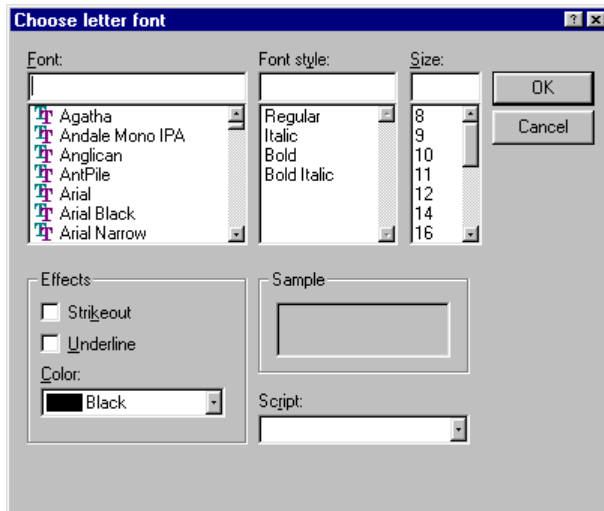 Choose letter font
Font:
Agatha
Andale Mono IPA
Anglican
AntPile
Arial
Arial Black
Arial Narrow
Font style:
Regular
Italic
Bold
Bold Italic
Size:
8
9
10
11
12
14
16
OK
Cancel
Effects
Strikeout
Underline
Color:
Black
Sample
Script: